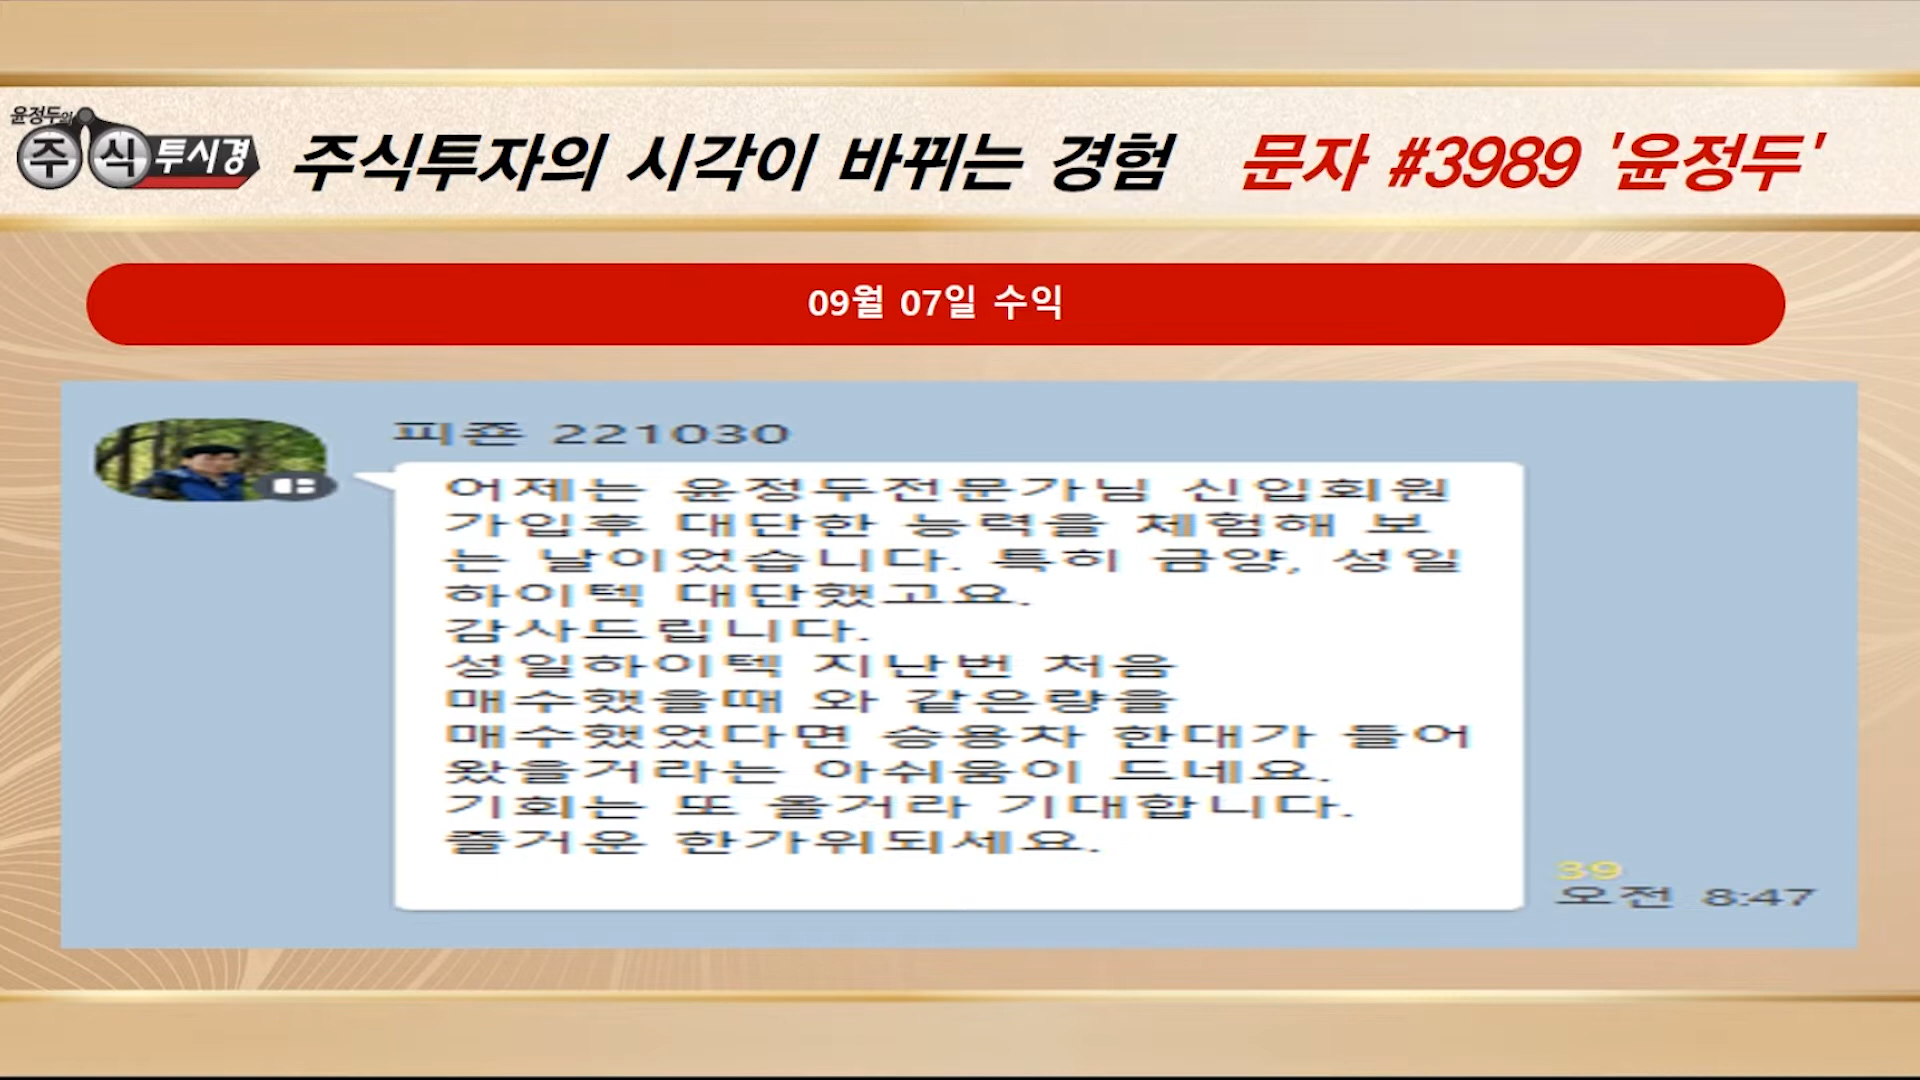 윤정두의
주식투시경
주식투자의 시각이 바뀌는 경험 문자 #3989 '윤정두'
09월 07일 수익
피죤 221030
어제는 윤정두전문가님 신입회원
가입후 대단한 능력을 체험해 보
는 날이었습니다. 특히 금양, 성일
하이텍 대단했고요.
감사드립니다.
성일하이텍 지난번 처음
매수했을때 와 같은량을
매수했었다면 승용차 한대가 들어
왔을거라는 아쉬움이 드네요.
기회는 또 올거라 기대합니다.
즐거운 한가위되세요.
39
오전 8:47